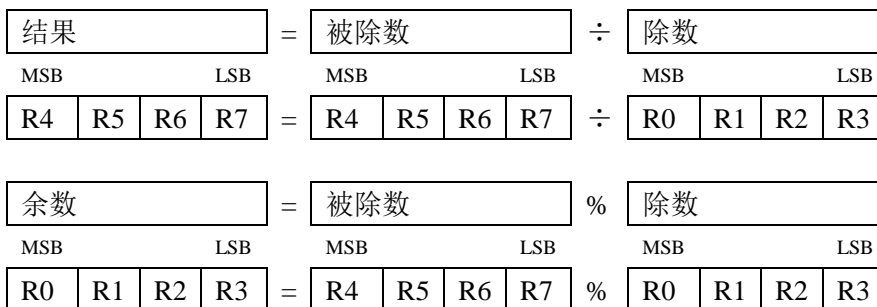 结果 = 被除数 ÷ 除数
MSB LSB MSB LSB MSB LSB
R4 R5 R6 R7 = R4 R5 R6 R7 ÷ R0 R1 R2 R3
余数 = 被除数 % 除数
MSB LSB MSB LSB MSB LSB
R0 R1 R2 R3 = R4 R5 R6 R7 % R0 R1 R2 R3